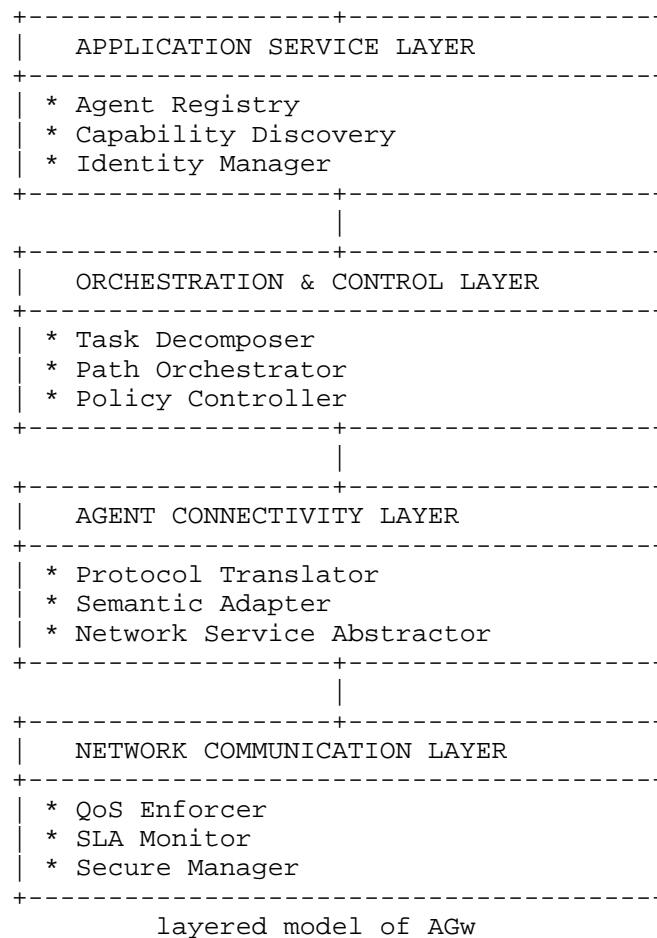 APPLICATION SERVICE LAYER
* Agent Registry
* Capability Discovery
* Identity Manager
ORCHESTRATION & CONTROL LAYER
* Task Decomposer
* Path Orchestrator
* Policy Controller
AGENT CONNECTIVITY LAYER
* Protocol Translator
* Semantic Adapter
* Network Service Abstractor
NETWORK COMMUNICATION LAYER
* QoS Enforcer
* SLA Monitor
* Secure Manager
layered model of AGw